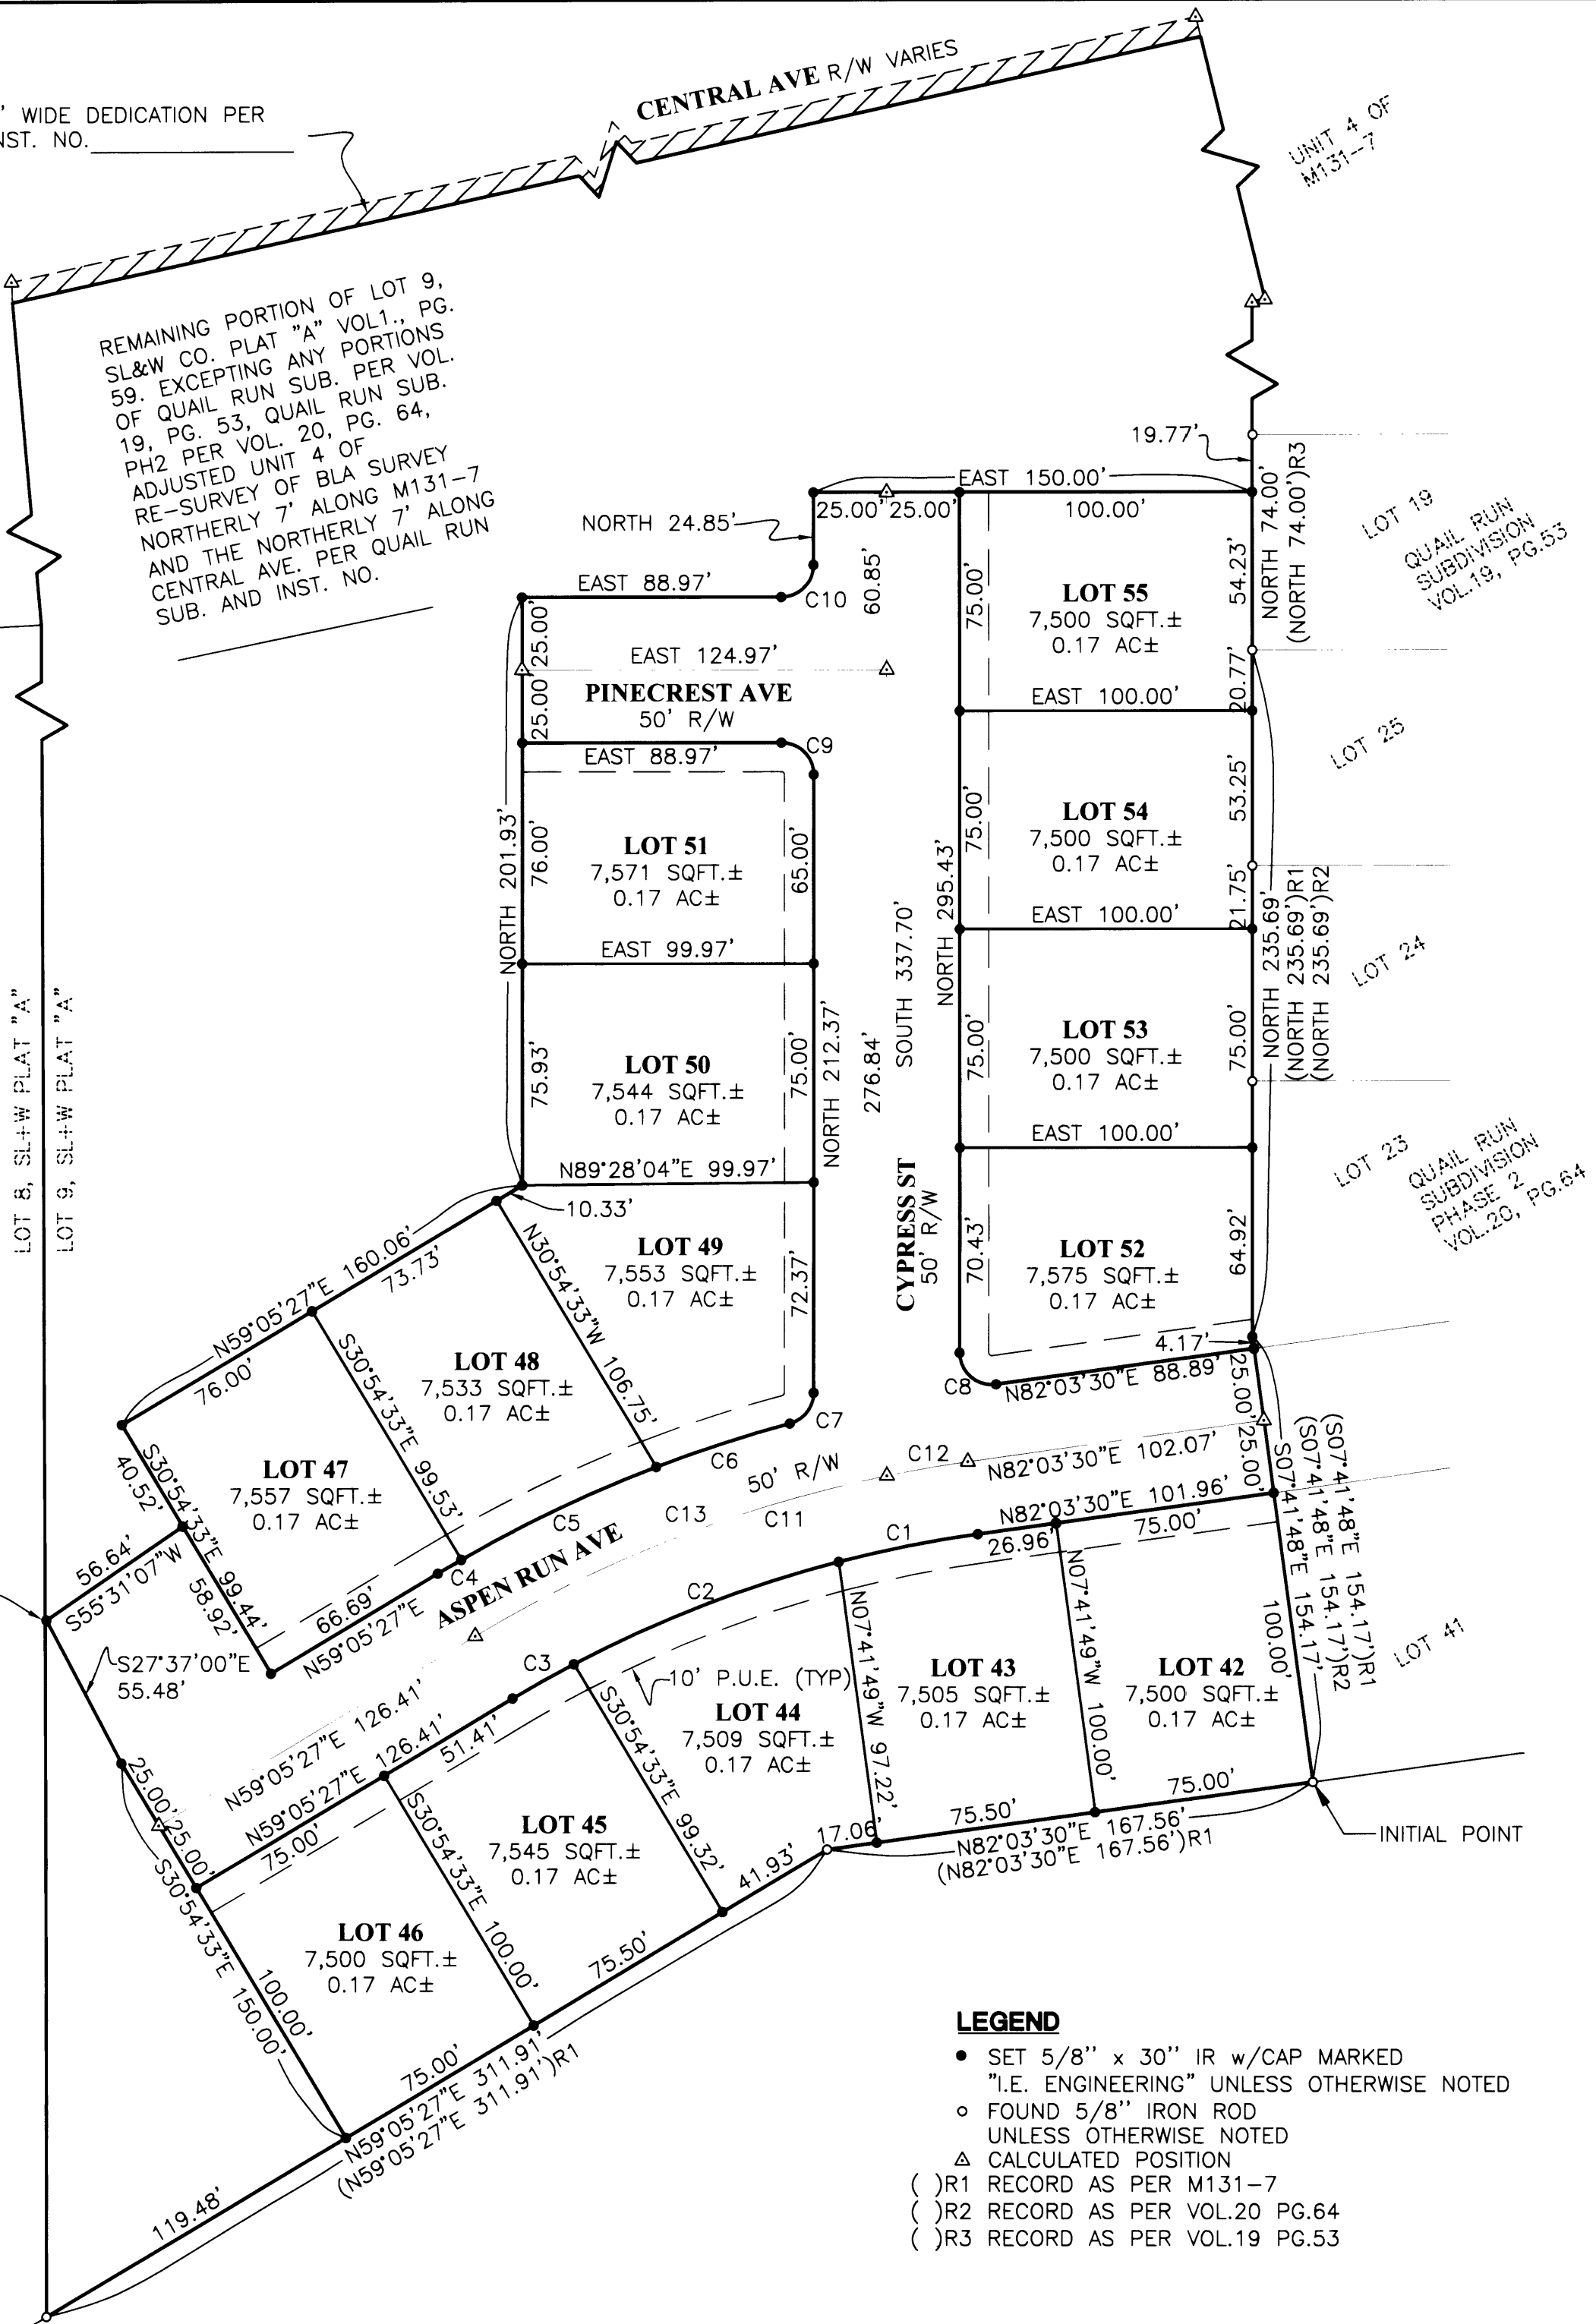 CENTRAL AVE R/W VARIES
' WIDE DEDICATION PER
NST. NO.
UNIT 4 OF
M131-7
REMAINING PORTION OF LOT 9,
SL&W CO. PLAT "A" VOL1., PG.
59. EXCEPTING ANY PORTIONS
OF QUAIL RUN SUB. PER VOL.
19, PG. 53, QUAIL RUN SUB.
PH2 PER VOL. 20, PG. 64,
ADJUSTED UNIT 4 OF
RE-SURVEY OF BLA SURVEY
NORTHERLY 7' ALONG M131-7
AND THE NORTHERLY 7' ALONG
CENTRAL AVE. PER QUAIL RUN
SUB. AND INST. NO.
19.77'
EAST 150.00'
25.00' 25.00'
100.00'
NORTH 24.85'
NORTH 74.00'
(NORTH 74.00')R3
LOT 19
QUAIL RUN
SUBDIVISION
VOL.19, PG.53
EAST 88.97'
C10
60.85'
75.00'
LOT 55
7,500 SQFT.±
0.17 AC±
54.23'
25.00'
EAST 124.97'
PINECREST AVE
50' R/W
25.00'
20.77'
EAST 100.00'
LOT 25
EAST 88.97'
C9
NORTH 201.93'
76.00'
LOT 51
7,571 SQFT.±
0.17 AC±
65.00'
75.00'
LOT 54
7,500 SQFT.±
0.17 AC±
53.25'
21.75'
EAST 99.97'
EAST 100.00'
NORTH 295.43'
SOUTH 337.70'
NORTH 235.69'
(NORTH 235.69')R1
(NORTH 235.69')R2
LOT 24
LOT 8, SL+W PLAT "A"
LOT 9, SL+W PLAT "A"
75.93'
LOT 50
7,544 SQFT.±
0.17 AC±
75.00'
NORTH 212.37'
276.84'
75.00'
LOT 53
7,500 SQFT.±
0.17 AC±
75.00'
EAST 100.00'
N89°28'04"E 99.97'
10.33'
LOT 23
QUAIL RUN
SUBDIVISION
PHASE 2
VOL.20, PG.64
CYPRESS ST
50' R/W
70.43'
LOT 52
7,575 SQFT.±
0.17 AC±
64.92'
4.17'
N59°05'27"E 160.06'
73.73'
76.00'
N30°54'33"W 106.75'
LOT 49
7,553 SQFT.±
0.17 AC±
72.37'
C8
N82°03'30"E 88.89'
25.00'
25.00'
S30°54'33"E 99.53'
LOT 48
7,533 SQFT.±
0.17 AC±
C7
C6
50' R/W
C12
N82°03'30"E 102.07'
S30°54'33"E 99.44'
40.52'
58.92'
LOT 47
7,557 SQFT.±
0.17 AC±
C13
C11
C5
C4
ASPEN RUN AVE
N82°03'30"E 101.96'
C1
26.96'
75.00'
S07°41'48"E 154.17'
(S07°41'48"E 154.17')R2
(S07°41'48"E 154.17')R1
56.64'
S55°31'07"W
66.69'
N59°05'27"E
S27°37'00"E
55.48'
C2
C3
10' P.U.E. (TYP)
N07°41'49"W 97.22'
LOT 43
7,505 SQFT.±
0.17 AC±
N07°41'49"W 100.00'
LOT 42
7,500 SQFT.±
0.17 AC±
100.00'
LOT 41
LOT 44
7,509 SQFT.±
0.17 AC±
N59°05'27"E 126.41'
N59°05'27"E 126.41'
51.41'
75.00'
25.00'
25.00'
S30°54'33"E 99.32'
17.06'
75.50'
75.00'
N82°03'30"E 167.56'
(N82°03'30"E 167.56')R1
INITIAL POINT
LOT 45
7,545 SQFT.±
0.17 AC±
S30°54'33"E 100.00'
41.93'
75.50'
S30°54'33"E 150.00'
100.00'
LOT 46
7,500 SQFT.±
0.17 AC±
75.00'
N59°05'27"E 311.91'
(N59°05'27"E 311.91')R1
119.48'
LEGEND
SET 5/8" x 30" IR w/CAP MARKED
"I.E. ENGINEERING" UNLESS OTHERWISE NOTED
FOUND 5/8" IRON ROD
UNLESS OTHERWISE NOTED
CALCULATED POSITION
( )R1 RECORD AS PER M131-7
( )R2 RECORD AS PER VOL.20 PG.64
( )R3 RECORD AS PER VOL.19 PG.53